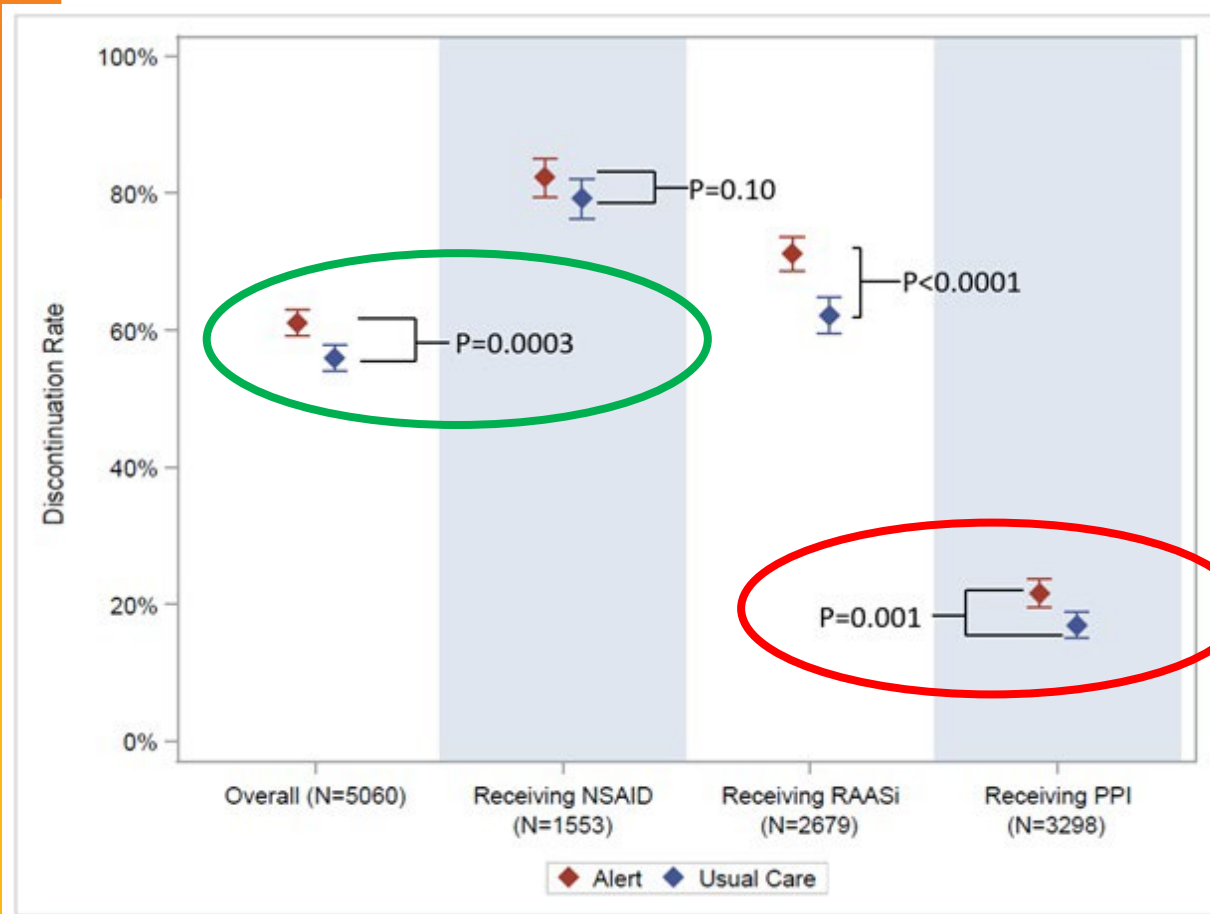 100%
80%
60%
40%
20%
0%
Discontinuation Rate
P=0.10
P<0.0001
P=0.0003
P=0.001
Overall (N=5060)
Receiving NSAID
(N=1553)
Receiving RAASi
(N=2679)
Receiving PPI
(N=3298)
Alert
Usual Care